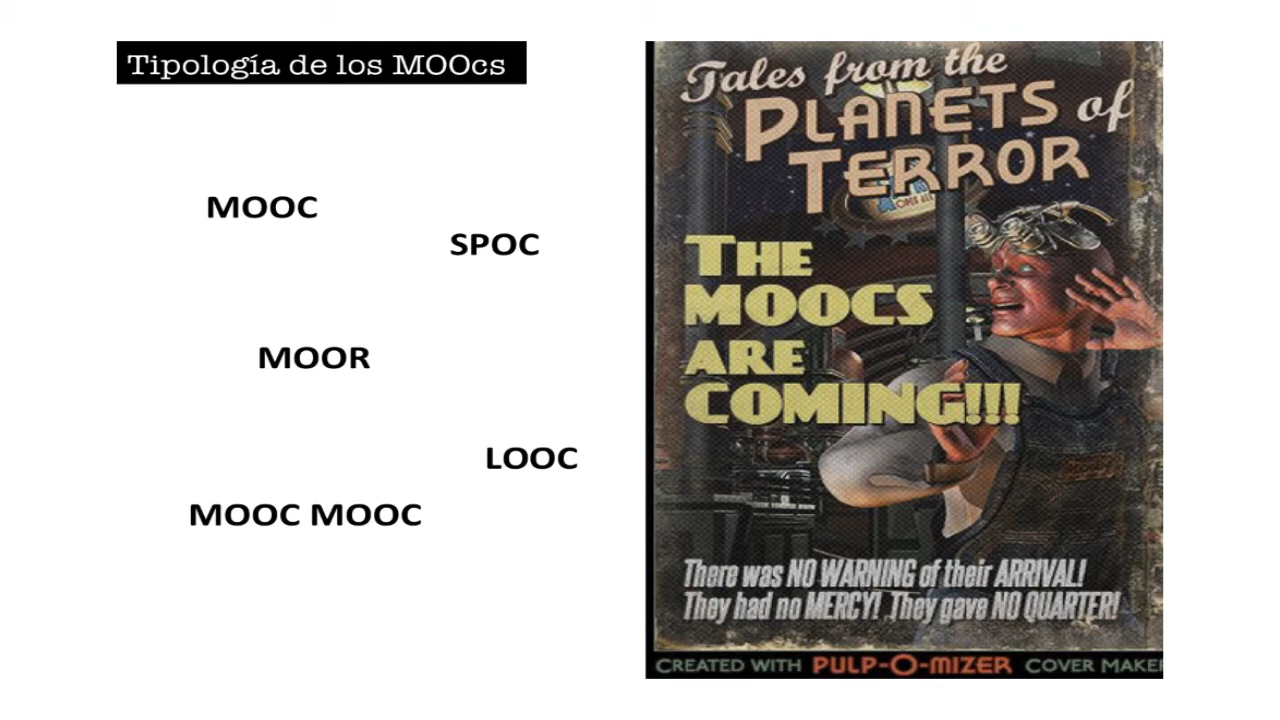 Tipología de los MOOcs
MOOC
SPOC
MOOR
LOOC
MOOC MOOC
Tales from the
PLANETS of
TERROR
THE
MOOCS
ARE
COMING!!!
There was NO WARNING of their ARRIVAL!
They had no MERCY! They gave NO QUARTER!
CREATED WITH PULP-O-MIZER COVER MAKER